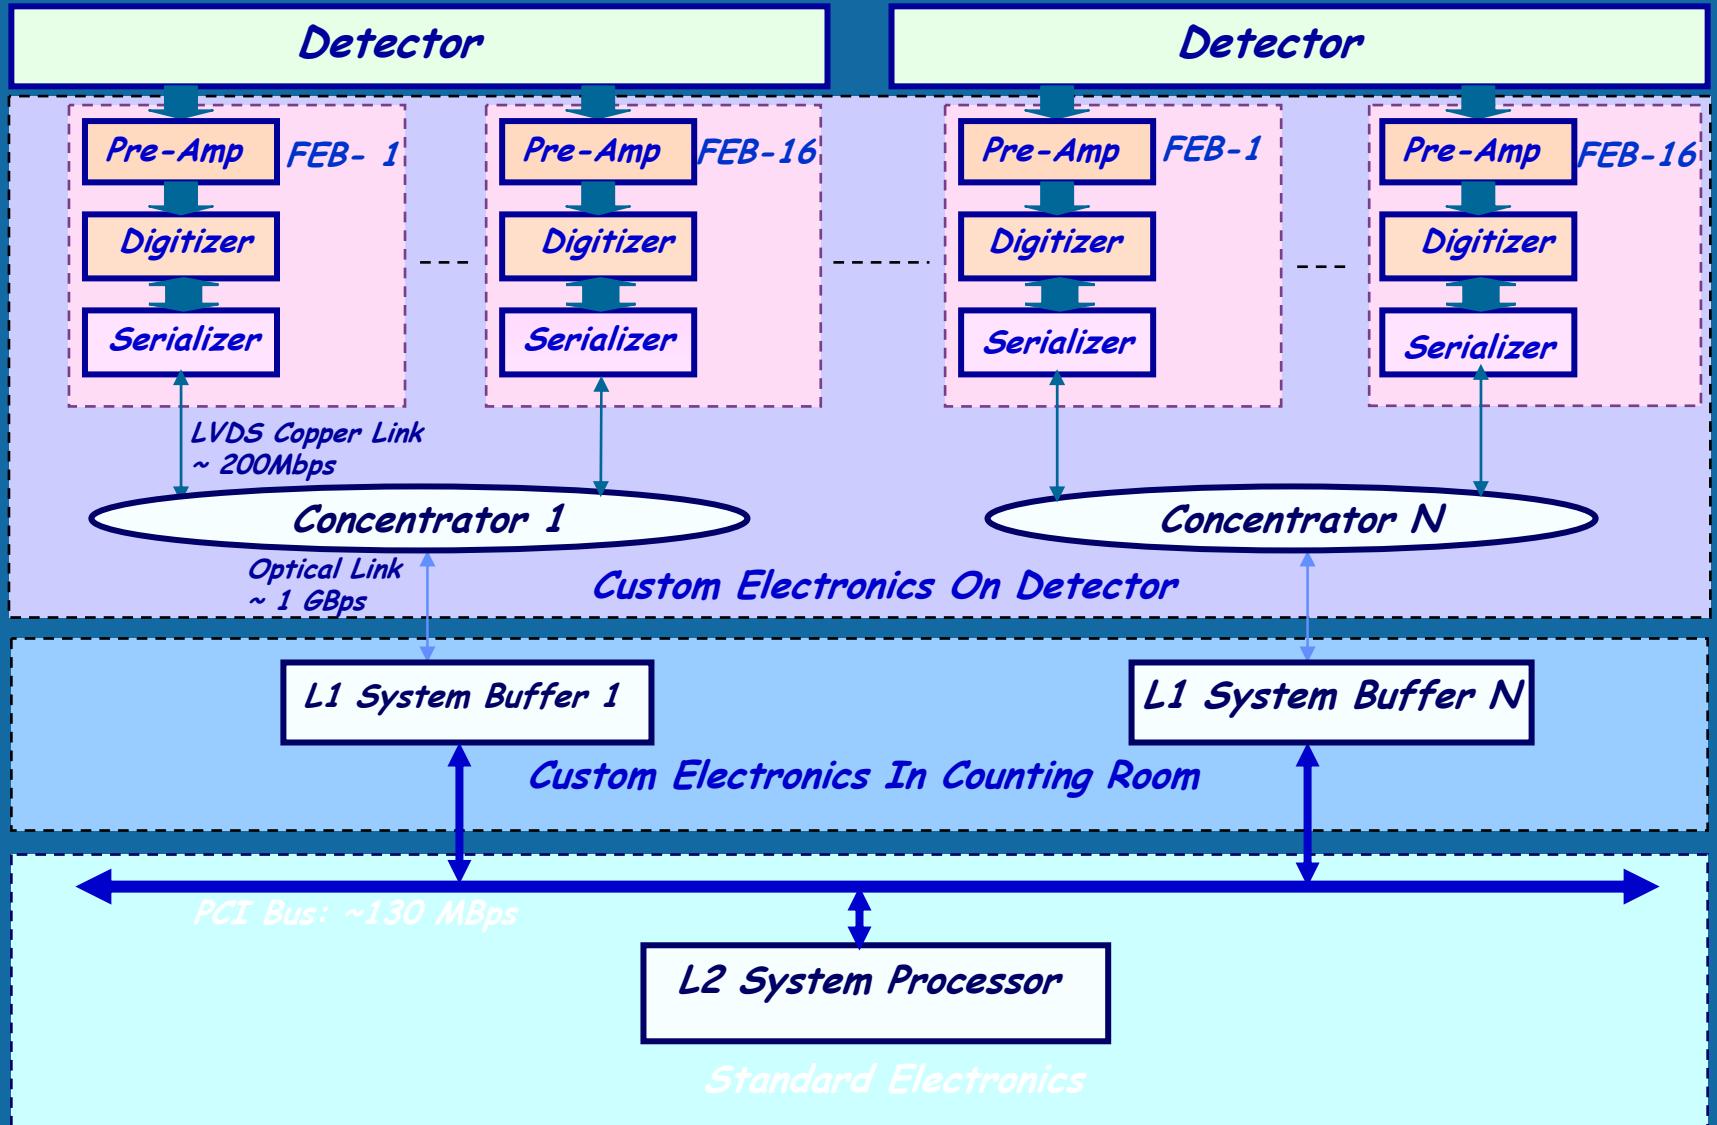 Detector
Detector
Pre-Amp
FEB- 1
Pre-Amp
FEB-16
Pre-Amp
FEB-1
Pre-Amp
FEB-16
Digitizer
Digitizer
Digitizer
Digitizer
Serializer
Serializer
Serializer
Serializer
LVDS Copper Link
~ 200Mbps
Concentrator 1
Concentrator N
Optical Link
~ 1 GBps
Custom Electronics On Detector
L1 System Buffer 1
L1 System Buffer N
Custom Electronics In Counting Room
PCI Bus: ~130 MBps
L2 System Processor
Standard Electronics